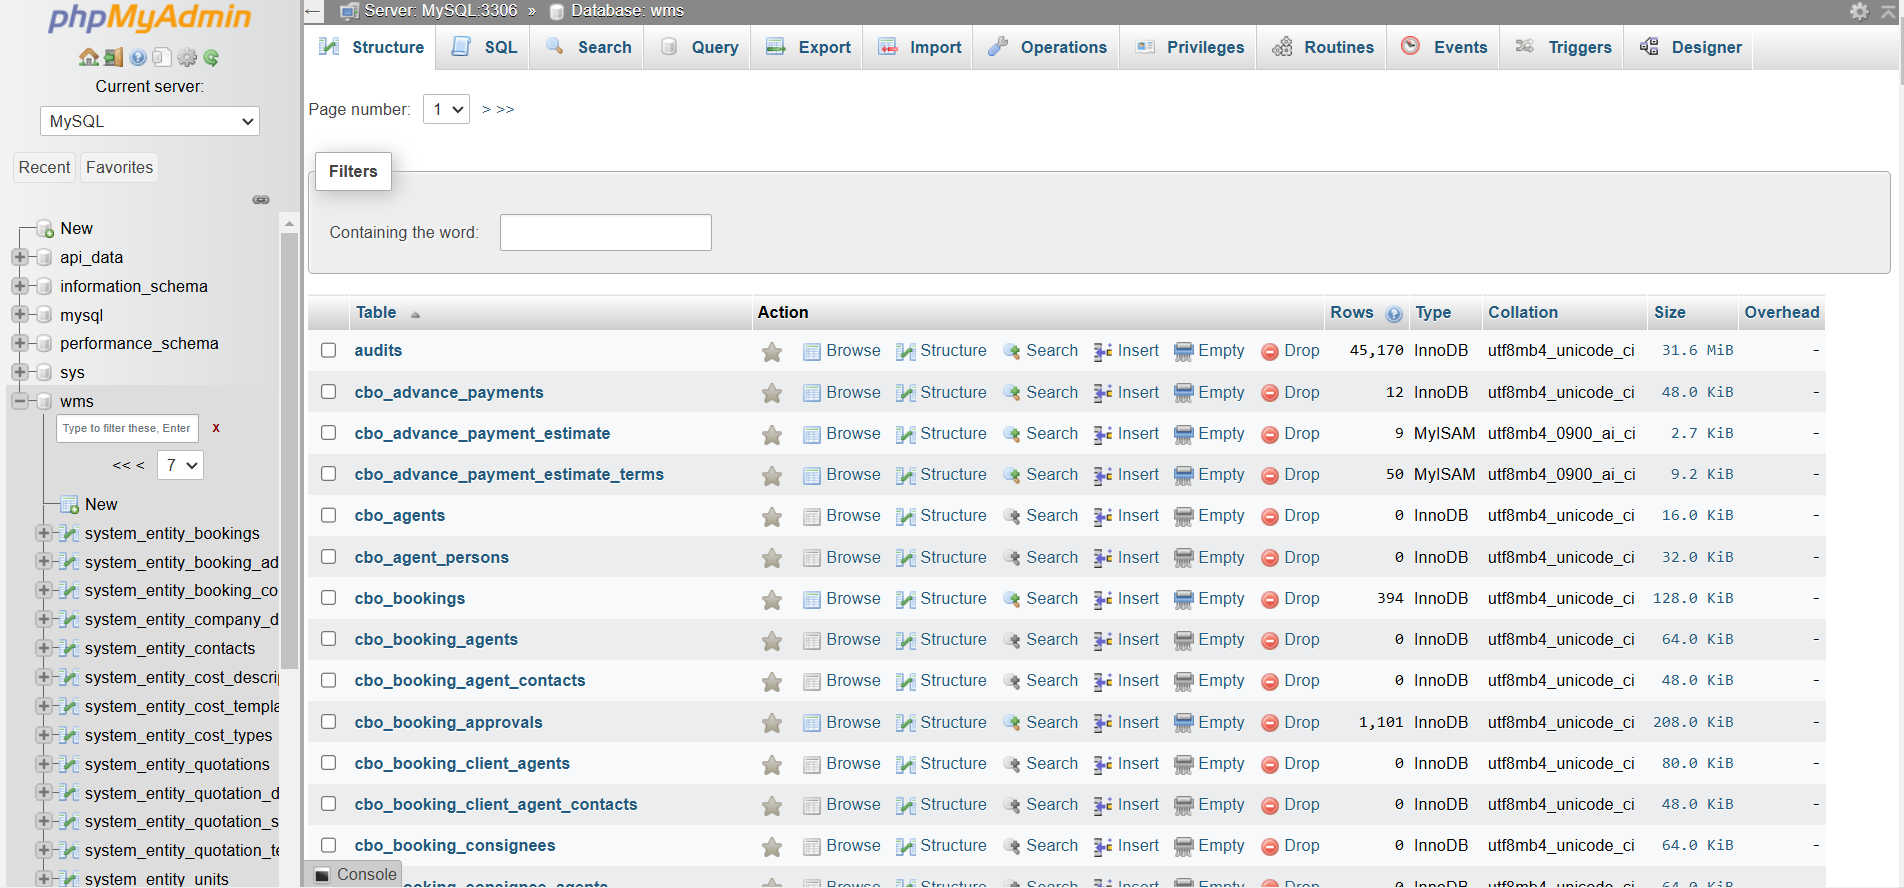 phpMyAdmin
Current server:
MySQL
Recent Favorites
New
api_data
information_schema
mysql
performance_schema
sys
wms
Type to filter these, Enter x
<< < 7
New
system_entity_bookings
system_entity_booking_ad
system_entity_booking_co
system_entity_company_d
system_entity_contacts
system_entity_cost_descri
system_entity_cost_templa
system_entity_cost_types
system_entity_quotations
system_entity_quotation_d
system_entity_quotation_s
system_entity_quotation_te
system_entity_units
← Server: MySQL:3306 » Database: wms
Structure SQL Search Query Export Import Operations Privileges Routines Events Triggers Designer
Page number: 1 > >>
Filters
Containing the word:
Table Action Rows Type Collation Size Overhead
audits Browse Structure Search Insert Empty Drop 45,170 InnoDB utf8mb4_unicode_ci 31.6 MiB -
cbo_advance_payments Browse Structure Search Insert Empty Drop 12 InnoDB utf8mb4_unicode_ci 48.0 KiB -
cbo_advance_payment_estimate Browse Structure Search Insert Empty Drop 9 MyISAM utf8mb4_0900_ai_ci 2.7 KiB -
cbo_advance_payment_estimate_terms Browse Structure Search Insert Empty Drop 50 MyISAM utf8mb4_0900_ai_ci 9.2 KiB -
cbo_agents Browse Structure Search Insert Empty Drop 0 InnoDB utf8mb4_unicode_ci 16.0 KiB -
cbo_agent_persons Browse Structure Search Insert Empty Drop 0 InnoDB utf8mb4_unicode_ci 32.0 KiB -
cbo_bookings Browse Structure Search Insert Empty Drop 394 InnoDB utf8mb4_unicode_ci 128.0 KiB -
cbo_booking_agents Browse Structure Search Insert Empty Drop 0 InnoDB utf8mb4_unicode_ci 64.0 KiB -
cbo_booking_agent_contacts Browse Structure Search Insert Empty Drop 0 InnoDB utf8mb4_unicode_ci 48.0 KiB -
cbo_booking_approvals Browse Structure Search Insert Empty Drop 1,101 InnoDB utf8mb4_unicode_ci 208.0 KiB -
cbo_booking_client_agents Browse Structure Search Insert Empty Drop 0 InnoDB utf8mb4_unicode_ci 80.0 KiB -
cbo_booking_client_agent_contacts Browse Structure Search Insert Empty Drop 0 InnoDB utf8mb4_unicode_ci 48.0 KiB -
cbo_booking_consignees Browse Structure Search Insert Empty Drop 0 InnoDB utf8mb4_unicode_ci 64.0 KiB -
booking_consignee_agents Browse Structure Search Insert Empty Drop 0 InnoDB utf8mb4_unicode_ci 64.0 KiB -
Console